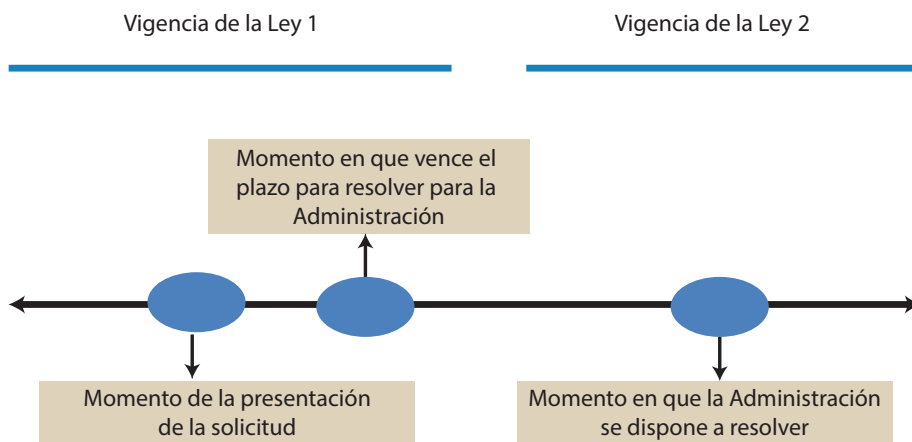 Vigencia de la Ley 1
Vigencia de la Ley 2
Momento en que vence el
plazo para resolver para la
Administración
Momento de la presentación
de la solicitud
Momento en que la Administración
se dispone a resolver